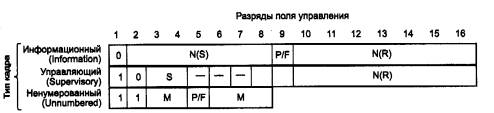 Разряды поля управления
1 2 3 4 5 6 7 8 9 10 11 12 13 14 15 16
Тип кадра
Информационный
(Information)
0 N(S) P/F N(R)
Управляющий
(Supervisory)
1 0 S — — — N(R)
Ненумерованный
(Unnumbered)
1 1 M P/F M